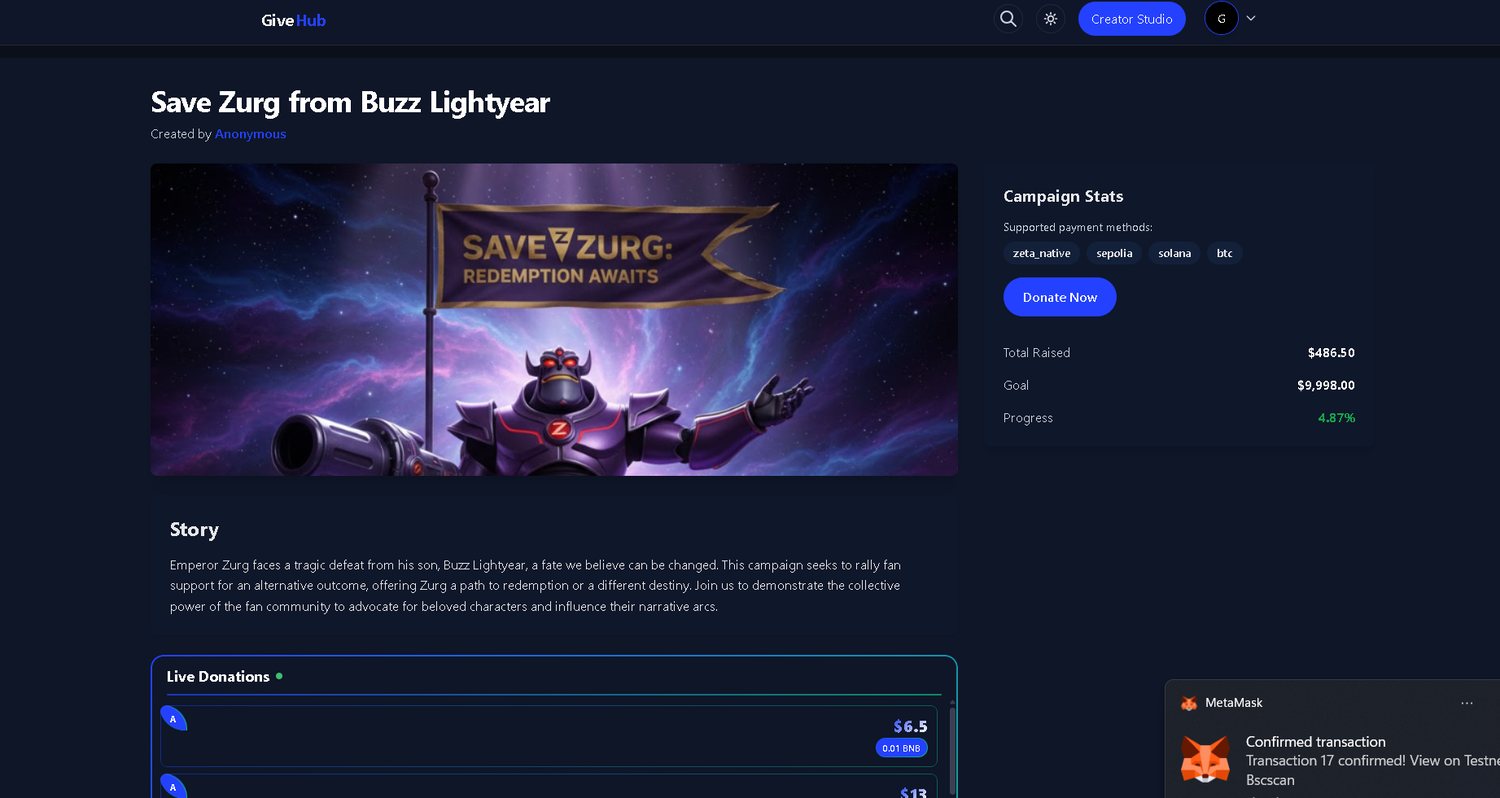 GiveHub
Creator Studio
G
Save Zurg from Buzz Lightyear
Created by Anonymous
SAVE Z ZURG:
REDEMPTION AWAITS
Z
Campaign Stats
Supported payment methods:
zeta_native sepolia solana btc
Donate Now
Total Raised $486.50
Goal $9,998.00
Progress 4.87%
Story
Emperor Zurg faces a tragic defeat from his son, Buzz Lightyear, a fate we believe can be changed. This campaign seeks to rally fan
support for an alternative outcome, offering Zurg a path to redemption or a different destiny. Join us to demonstrate the collective
power of the fan community to advocate for beloved characters and influence their narrative arcs.
Live Donations
A
$6.5
0.01 BNB
A
$13
MetaMask
Confirmed transaction
Transaction 17 confirmed! View on Testne
Bscscan